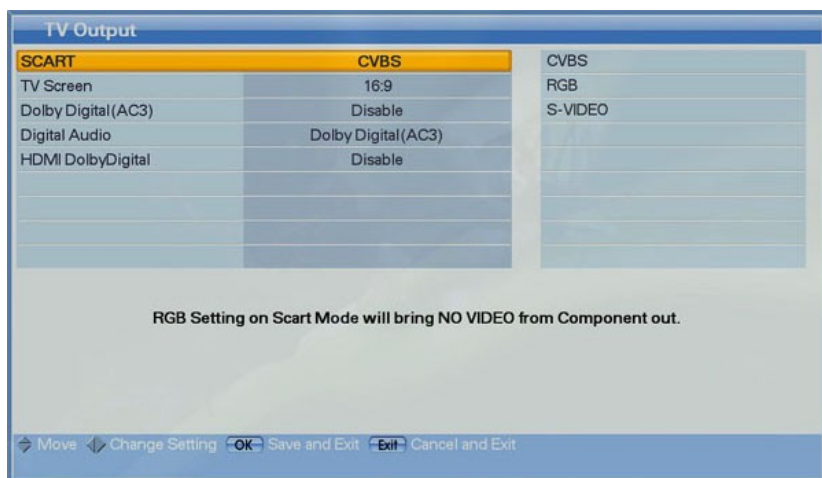 TV Output
SCART CVBS CVBS
TV Screen 16:9 RGB
Dolby Digital(AC3) Disable S-VIDEO
Digital Audio Dolby Digital(AC3)
HDMI DolbyDigital Disable
RGB Setting on Scart Mode will bring NO VIDEO from Component out.
Move Change Setting OK Save and Exit Exit Cancel and Exit